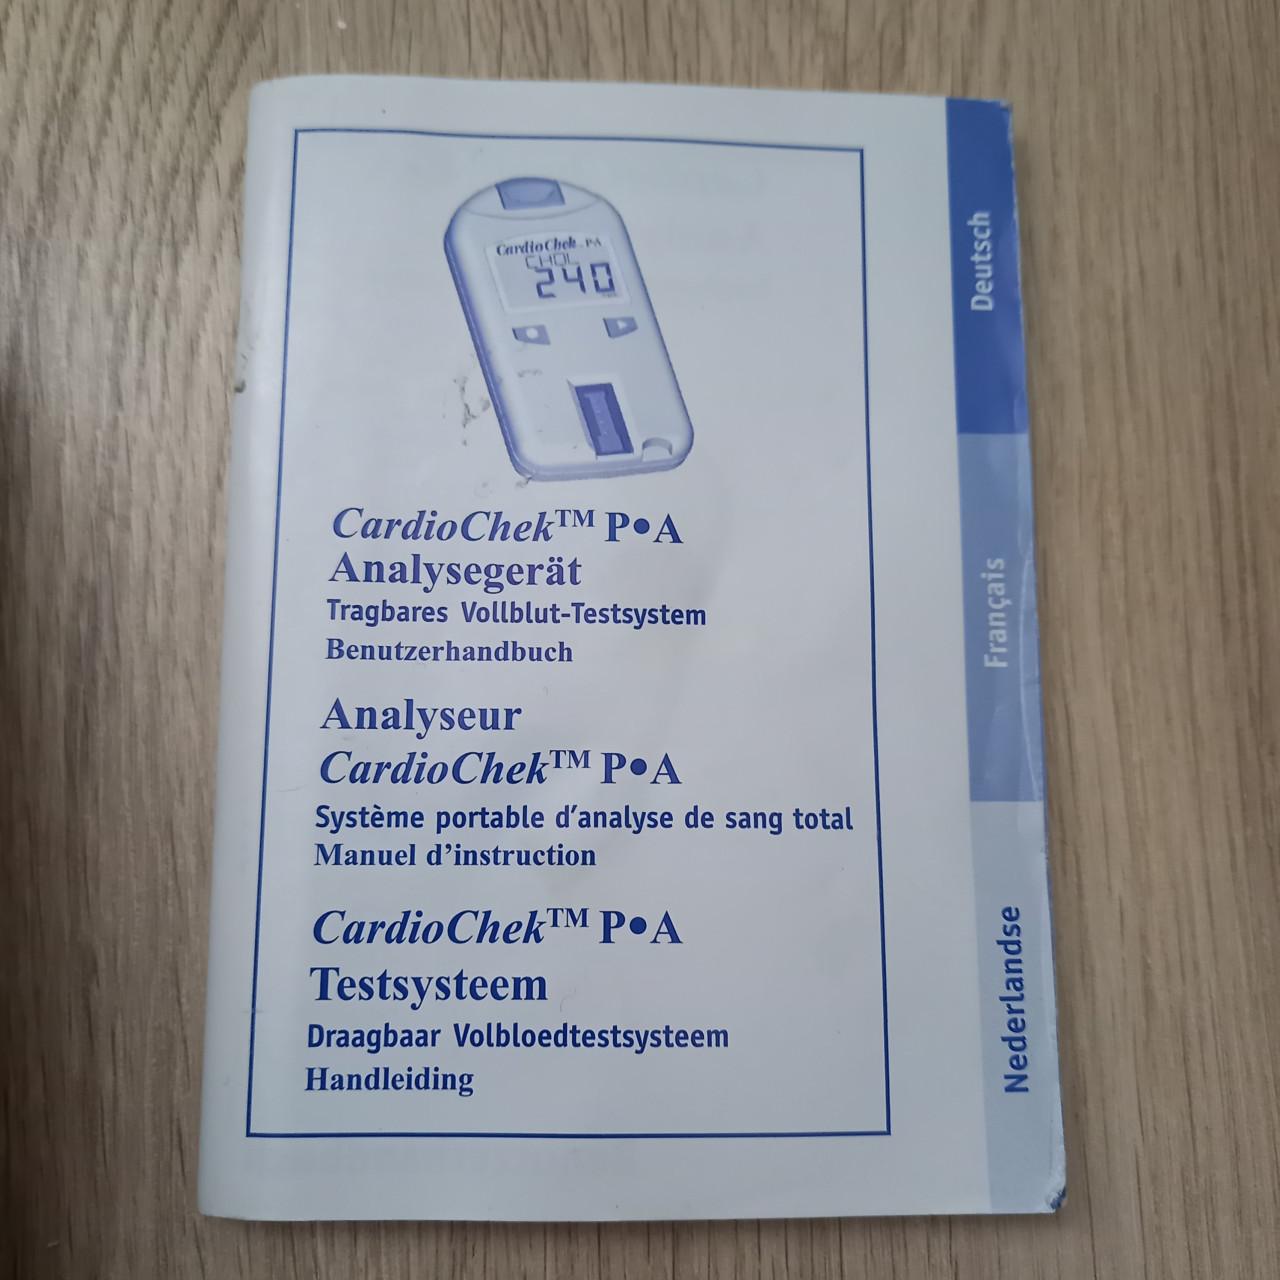 CardioChek P•A
CHOL
240
CardioChek™ P•A
Analysegerät
Tragbares Vollblut-Testsystem
Benutzerhandbuch
Analyseur
CardioChek™ P•A
Système portable d'analyse de sang total
Manuel d'instruction
CardioChek™ P•A
Testsysteem
Draagbaar Volbloedtestsysteem
Handleiding
Deutsch
Français
Nederlandse